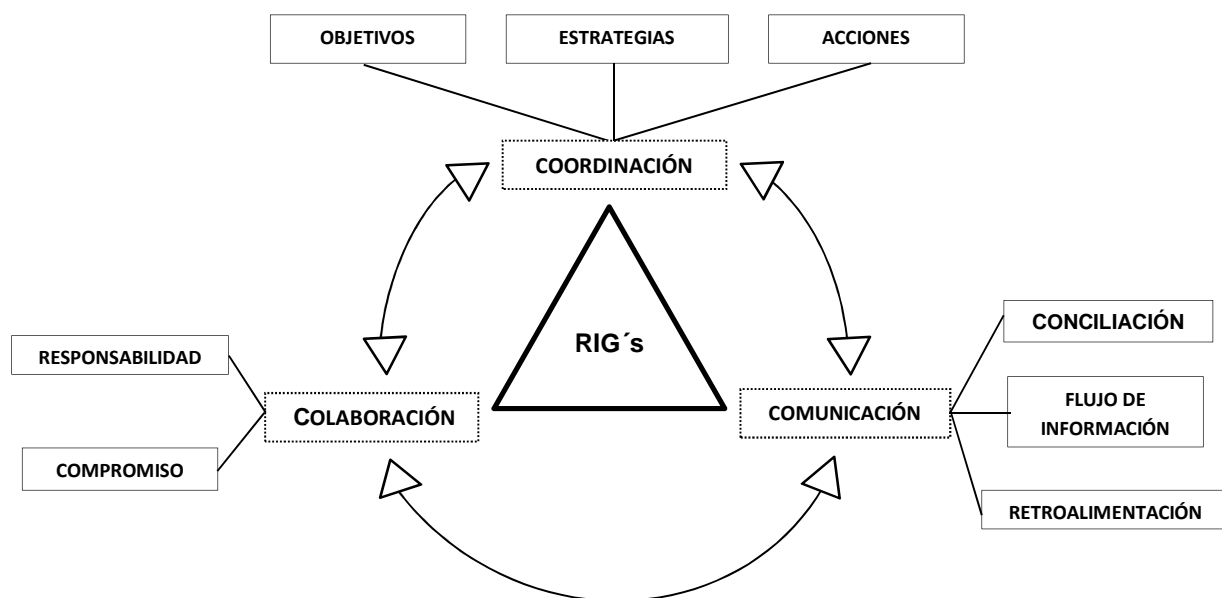 OBJETIVOS
ESTRATEGIAS
ACCIONES
COORDINACIÓN
RIG´s
CONCILIACIÓN
RESPONSABILIDAD
COLABORACIÓN
COMUNICACIÓN
FLUJO DE
INFORMACIÓN
COMPROMISO
RETROALIMENTACIÓN